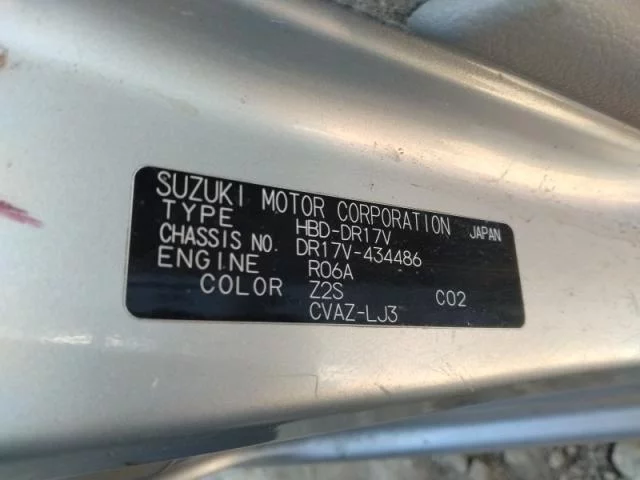 SUZUKI MOTOR CORPORATION JAPAN
TYPE HBD-DR17V
CHASSIS NO. DR17V-434486
ENGINE R06A
COLOR Z2S C02
CVAZ-LJ3